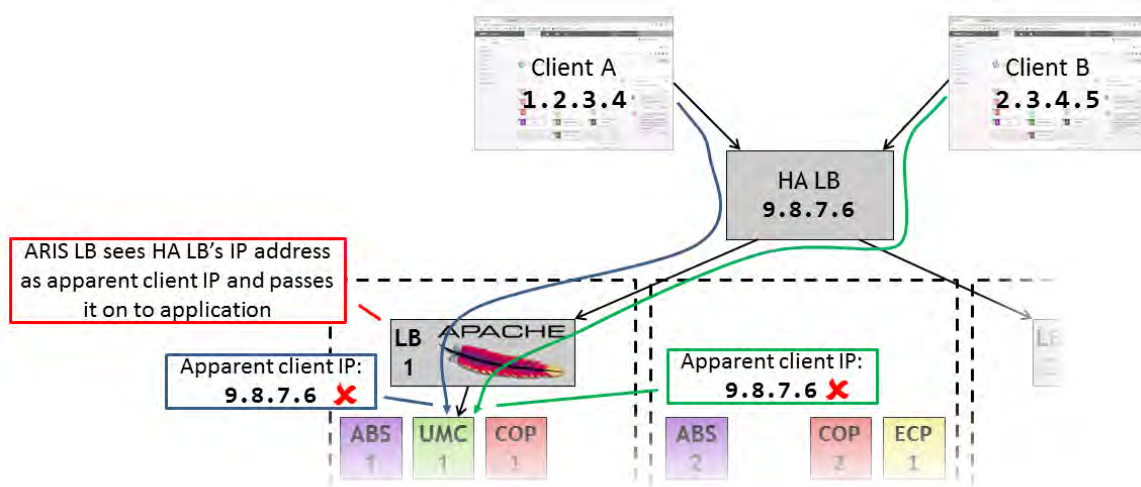 Client A
1.2.3.4
Client B
2.3.4.5
HA LB
9.8.7.6
ARIS LB sees HA LB’s IP address
as apparent client IP and passes
it on to application
LB
1
APACHE
LB
Apparent client IP:
9.8.7.6
Apparent client IP:
9.8.7.6
ABS
1
UMC
1
COP
1
ABS
2
COP
2
ECP
1